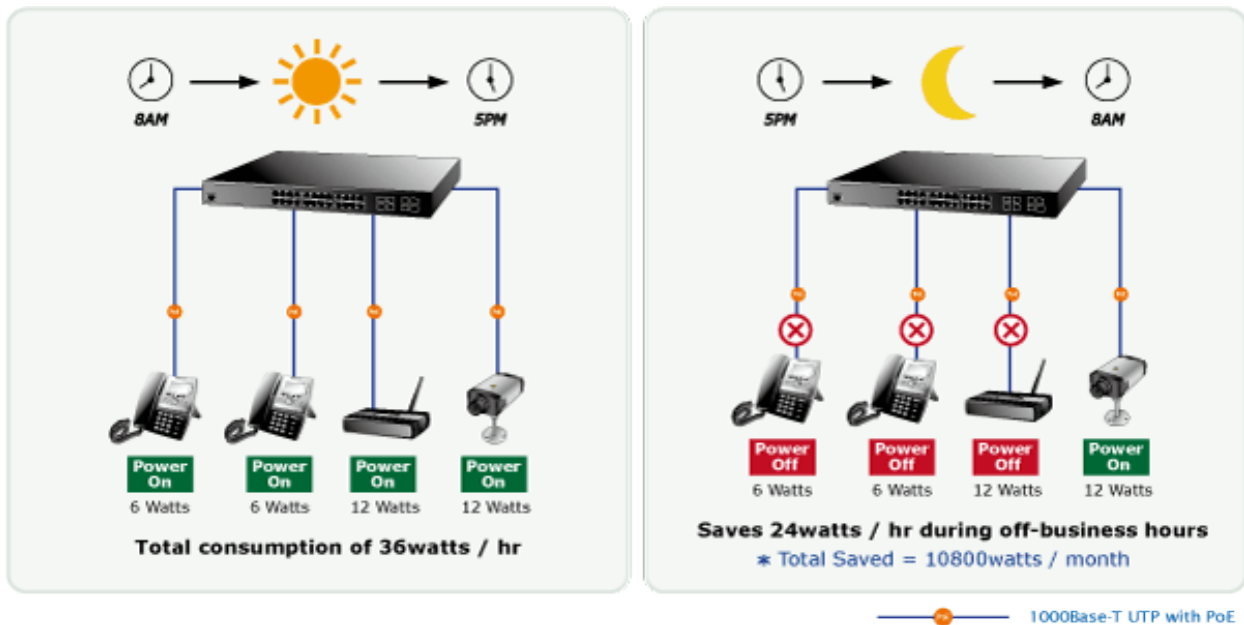 8AM
5PM
5PM
8AM
Power On
Power On
Power On
Power On
6 Watts
6 Watts
12 Watts
12 Watts
Total consumption of 36watts / hr
Power Off
Power Off
Power Off
Power On
6 Watts
6 Watts
12 Watts
12 Watts
Saves 24watts / hr during off-business hours
* Total Saved = 10800watts / month
1000Base-T UTP with PoE